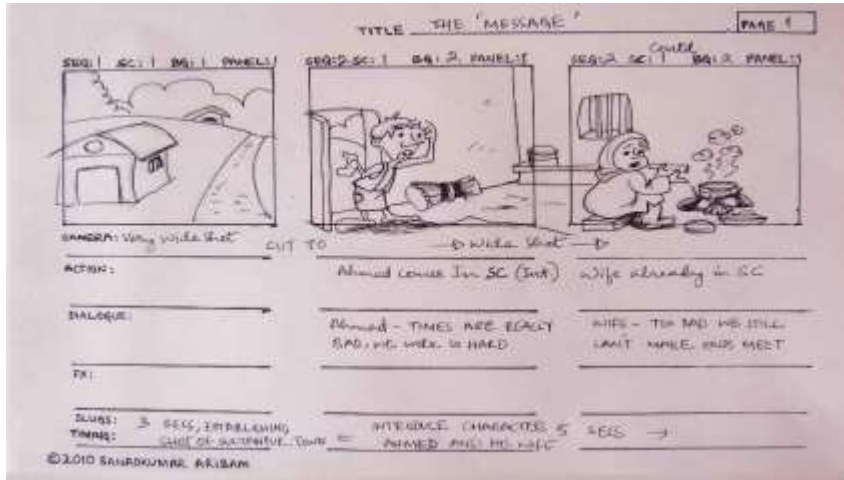 TITLE THE 'MESSAGE' PAGE 1
SEQ:1 SC:1 BG:1 PANEL:1 SEQ:2 SC:1 BG:2 PANEL:1 SEQ:2 SC:1 Contd BG:2 PANEL:1
CAMERA: Very wide shot CUT TO wide shot
ACTION: Ahmad comes In SC (Int) Wife already in SC
DIALOGUE: Ahmad - TIMES ARE REALLY WIFE - TOO BAD WE STILL
BAD, WE WORK SO HARD CAN'T MAKE ENDS MEET
FX:
SLUGS: 3 SECS, ESTABLISHING INTRODUCE CHARACTERS 5 SECS
TIMING: SHOT OF TOWN = AHMED AND HIS WIFE
©2010 SANADKUMAR ARIBAM